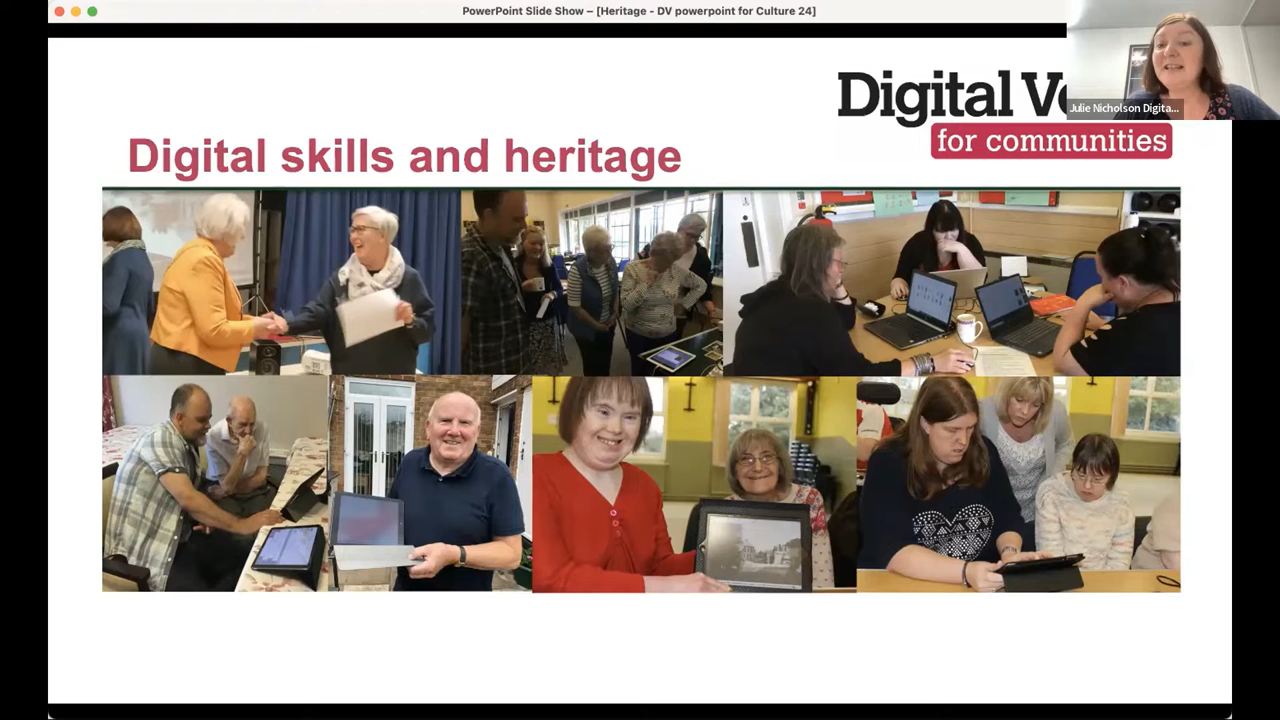 PowerPoint Slide Show – [Heritage - DV powerpoint for Culture 24]
Digital
for communities
Julie Nicholson Digita...
Digital skills and heritage